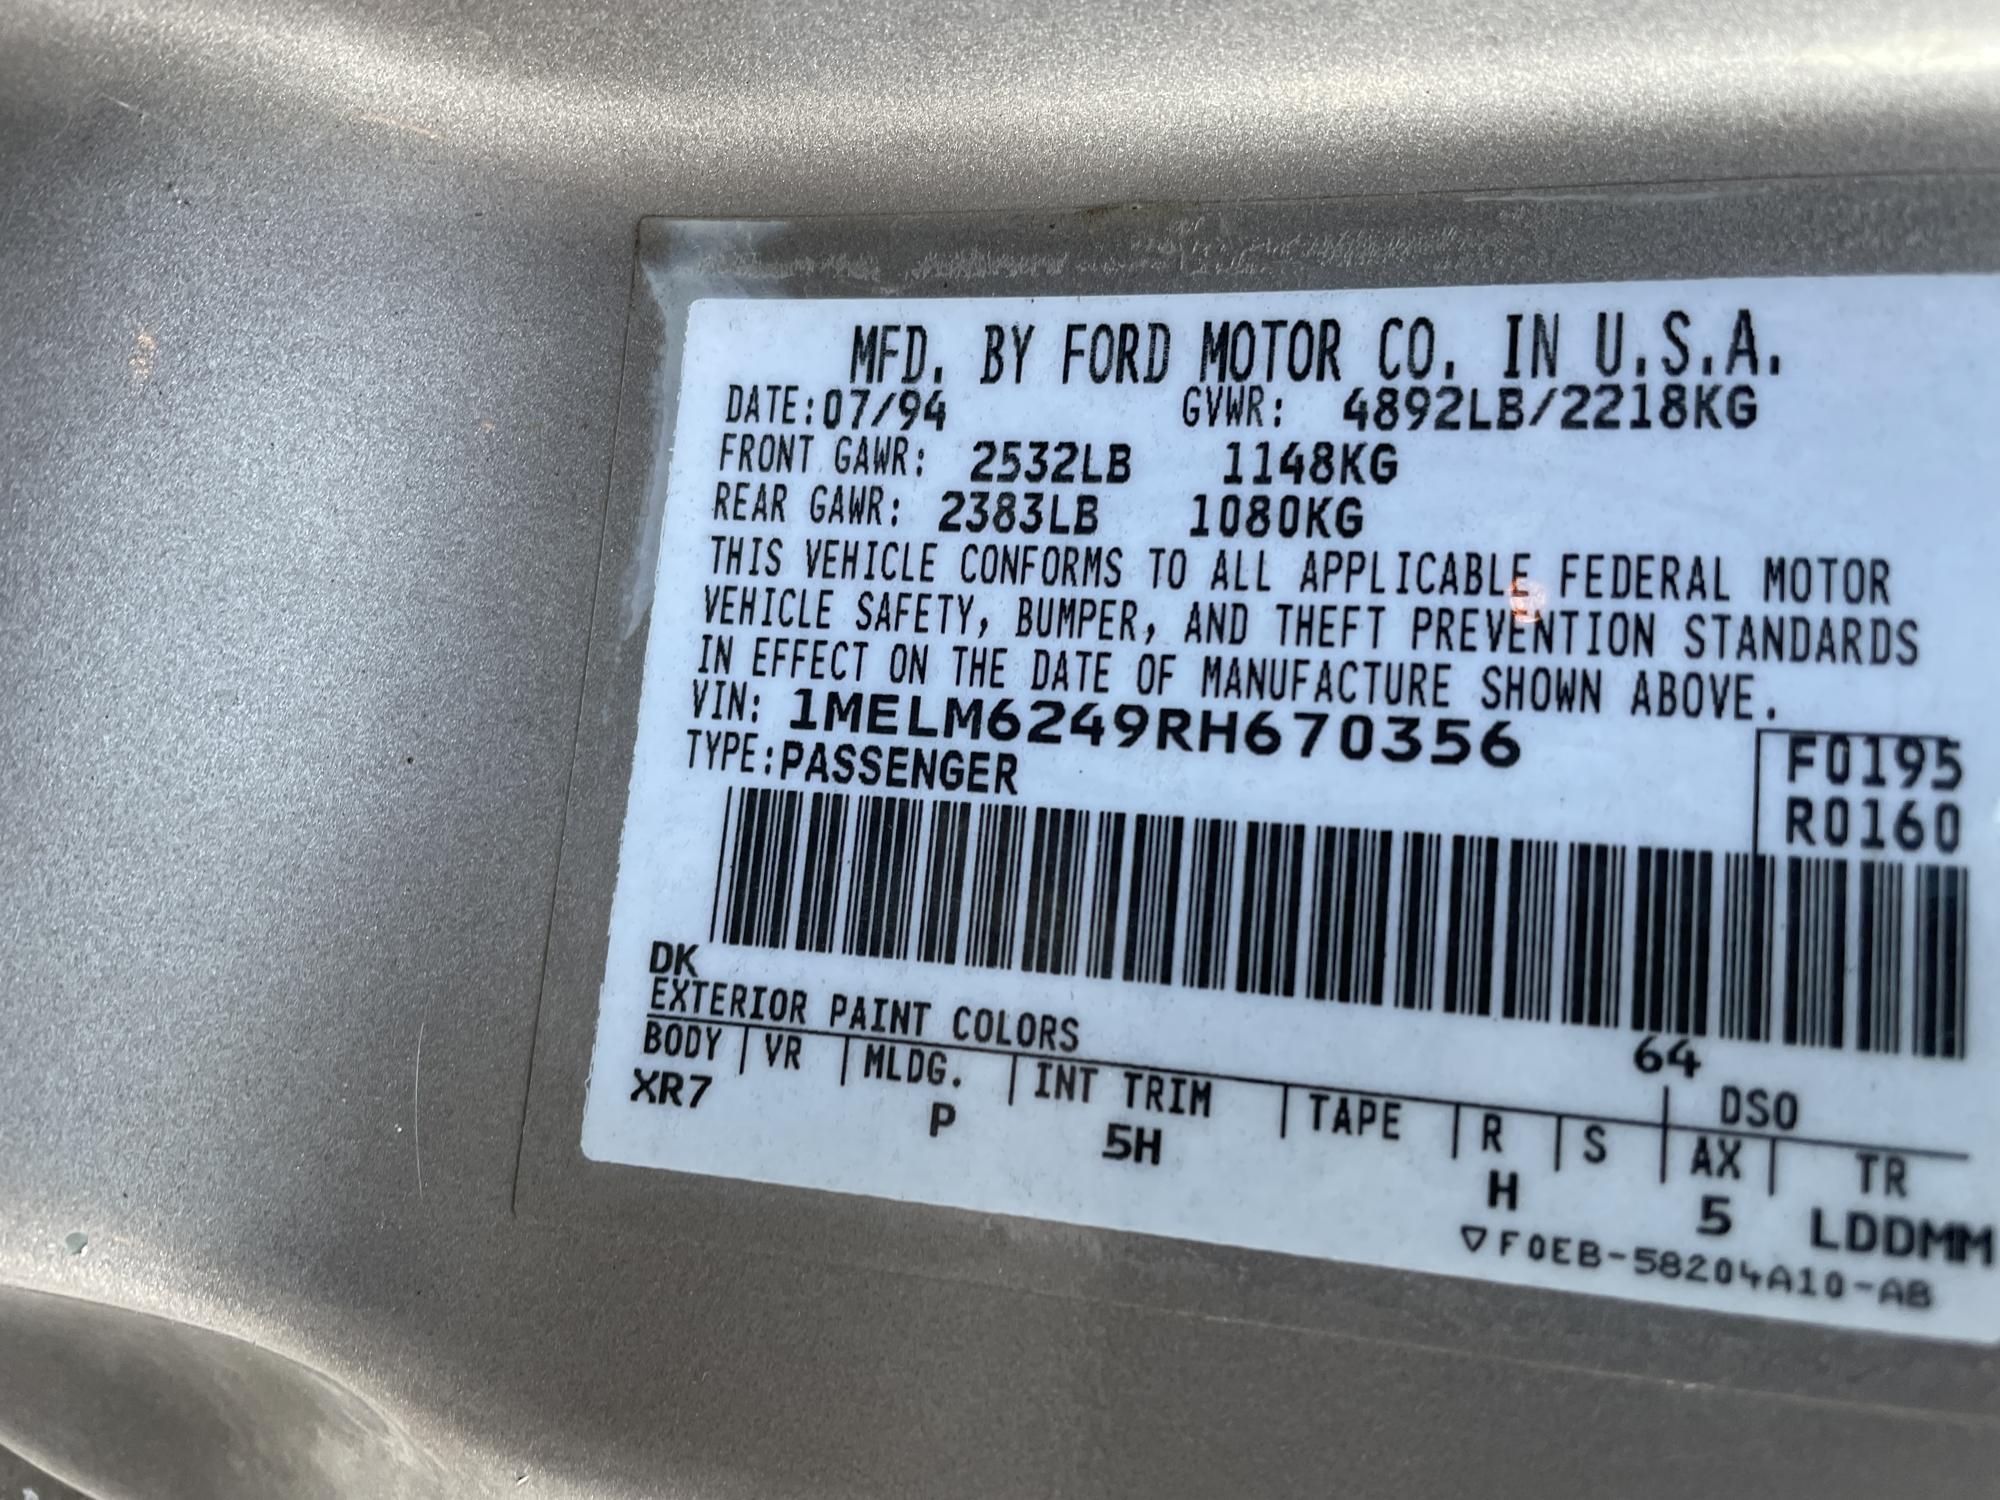 MFD. BY FORD MOTOR CO. IN U.S.A.
DATE:07/94 GVWR: 4892LB/2218KG
FRONT GAWR: 2532LB 1148KG
REAR GAWR: 2383LB 1080KG
THIS VEHICLE CONFORMS TO ALL APPLICABLE FEDERAL MOTOR
VEHICLE SAFETY, BUMPER, AND THEFT PREVENTION STANDARDS
IN EFFECT ON THE DATE OF MANUFACTURE SHOWN ABOVE.
VIN: 1MELM6249RH670356
TYPE:PASSENGER
F0195
R0160
DK
EXTERIOR PAINT COLORS 64 DSO
BODY VR MLDG. INT TRIM TAPE R S AX TR
XR7 P 5H H 5 LDDMM
▽F0EB-58204A10-AB